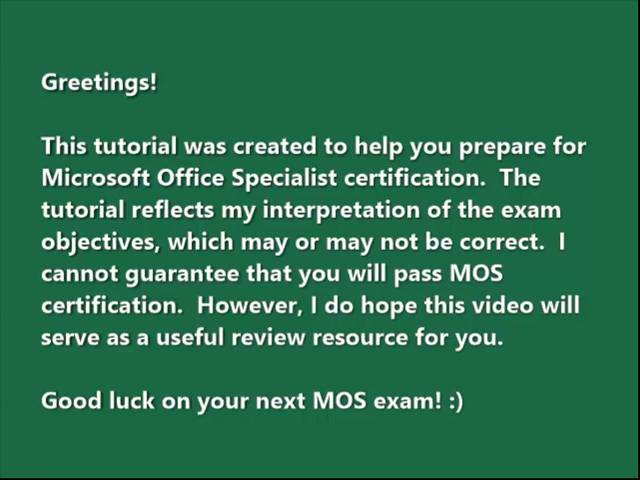 Greetings!
This tutorial was created to help you prepare for
Microsoft Office Specialist certification.  The
tutorial reflects my interpretation of the exam
objectives, which may or may not be correct.  I
cannot guarantee that you will pass MOS
certification.  However, I do hope this video will
serve as a useful review resource for you.
Good luck on your next MOS exam! :)